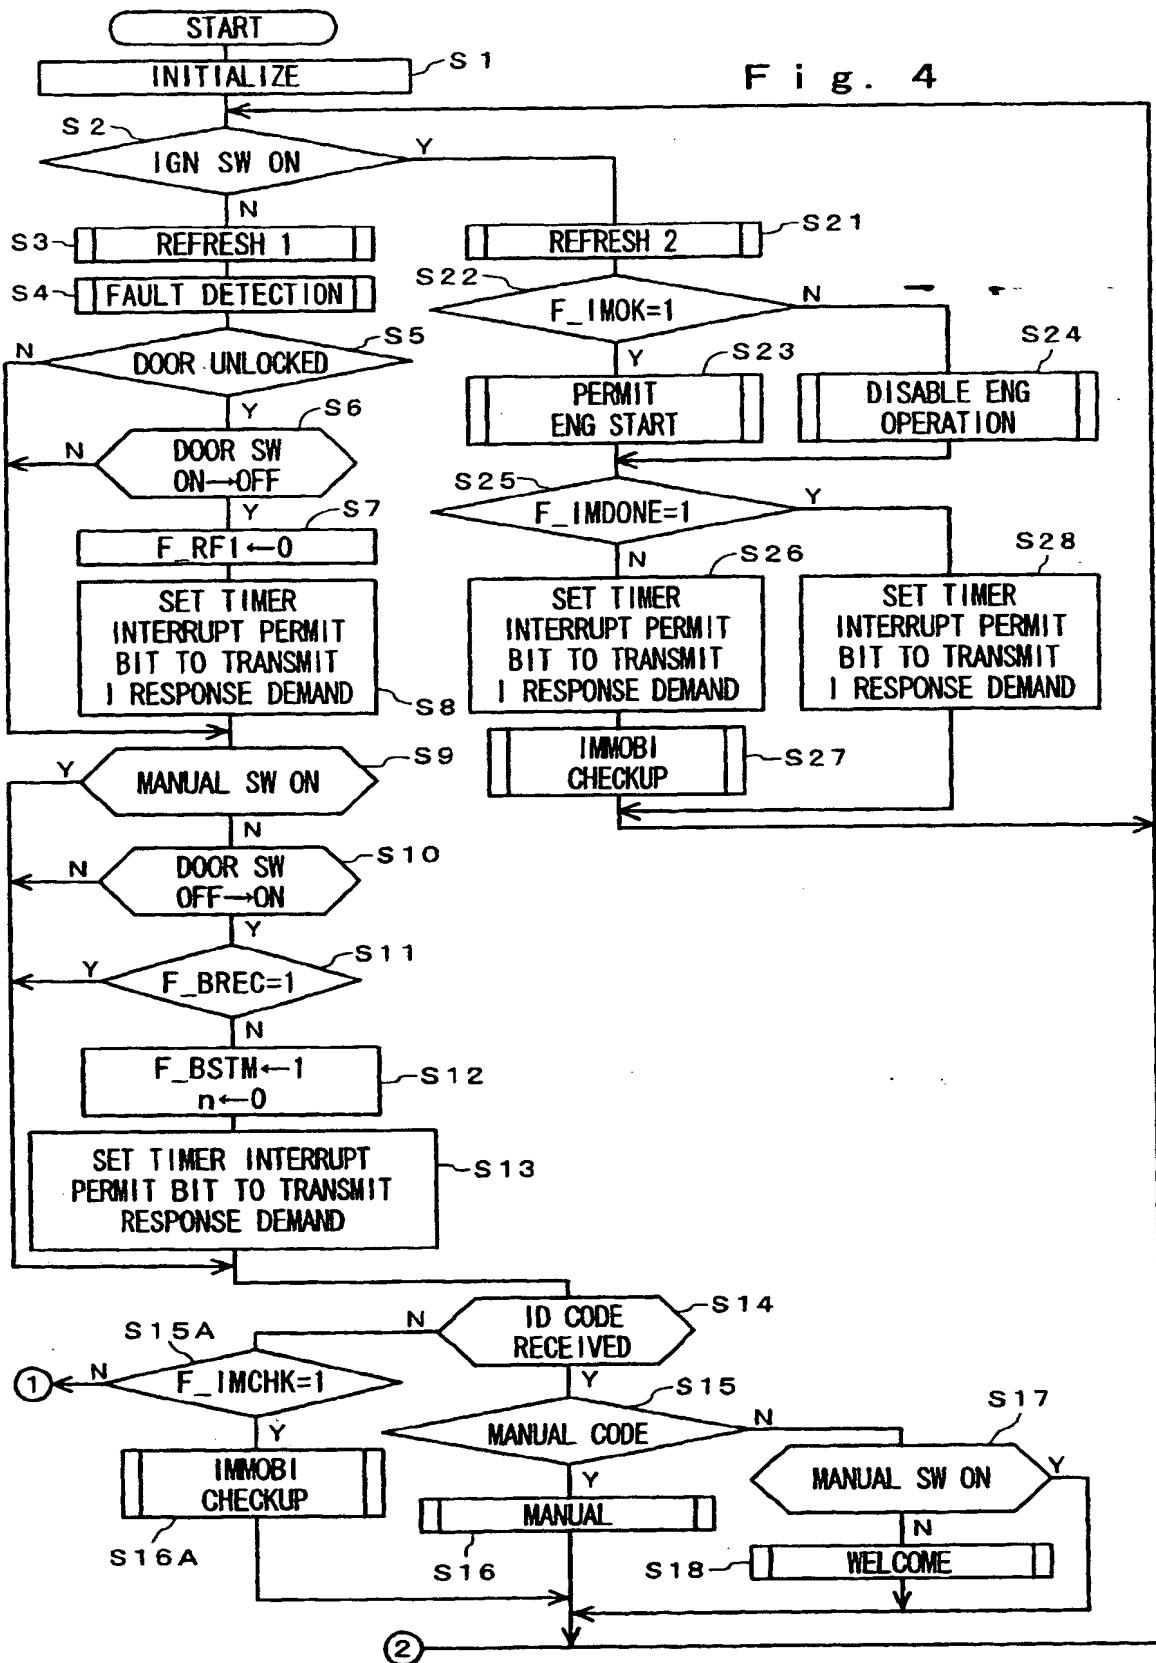 Fig. 4
START
INITIALIZE
S1
S2
IGN SW ON
Y
N
S3
REFRESH 1
S4
FAULT DETECTION
S5
N
DOOR UNLOCKED
Y
S6
N
DOOR SW
ON→OFF
Y
S7
F_RF1←0
SET TIMER
INTERRUPT PERMIT
BIT TO TRANSMIT
I RESPONSE DEMAND
S8
S9
Y
MANUAL SW ON
N
S10
N
DOOR SW
OFF→ON
Y
S11
Y
F_BREC=1
N
F_BSTM←1
n←0
S12
SET TIMER INTERRUPT
PERMIT BIT TO TRANSMIT
RESPONSE DEMAND
S13
S21
REFRESH 2
S22
F_IMOK=1
N
Y
S23
PERMIT
ENG START
S24
DISABLE ENG
OPERATION
S25
F_IMDONE=1
Y
N
S26
SET TIMER
INTERRUPT PERMIT
BIT TO TRANSMIT
I RESPONSE DEMAND
S28
SET TIMER
INTERRUPT PERMIT
BIT TO TRANSMIT
I RESPONSE DEMAND
IMMOBI
CHECKUP
S27
S14
ID CODE
RECEIVED
N
Y
S15A
1
N
F_IMCHK=1
Y
IMMOBI
CHECKUP
S16A
S15
MANUAL CODE
N
Y
MANUAL
S16
S17
MANUAL SW ON
Y
N
S18
WELCOME
2